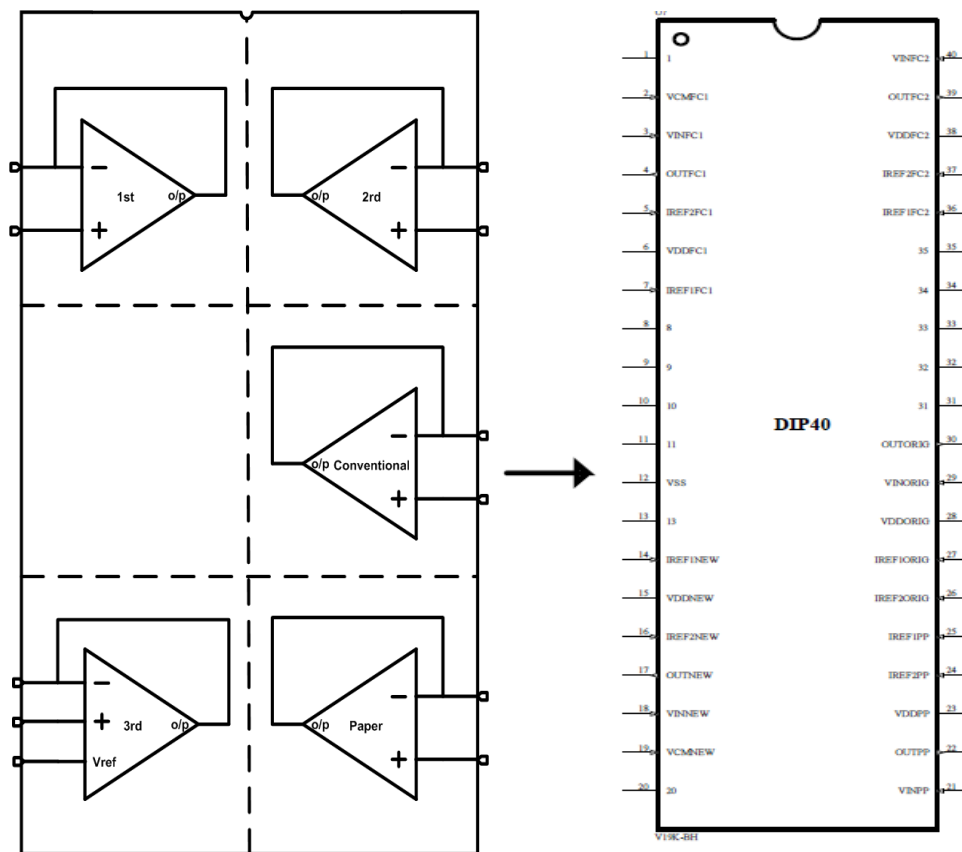 1st
o/p
−
+
2rd
o/p
−
+
Conventional
o/p
−
+
3rd
o/p
−
+
Vref
Paper
o/p
−
+
DIP40
1 1
2 VCMFC1
3 VINFC1
4 OUTFC1
5 IREF2FC1
6 VDDFC1
7 IREF1FC1
8 8
9 9
10 10
11 11
12 VSS
13 13
14 IREF1NEW
15 VDDNEW
16 IREF2NEW
17 OUTNEW
18 VINNEW
19 VCMNEW
20 20
VINFC2 40
OUTFC2 39
VDDFC2 38
IREF2FC2 37
IREF1FC2 36
35 35
34 34
33 33
32 32
31 31
OUTORIG 30
VINORIG 29
VDDORIG 28
IREF1ORIG 27
IREF2ORIG 26
IREF1PP 25
IREF2PP 24
VDDPP 23
OUTPP 22
VINPP 21
V19K-BH